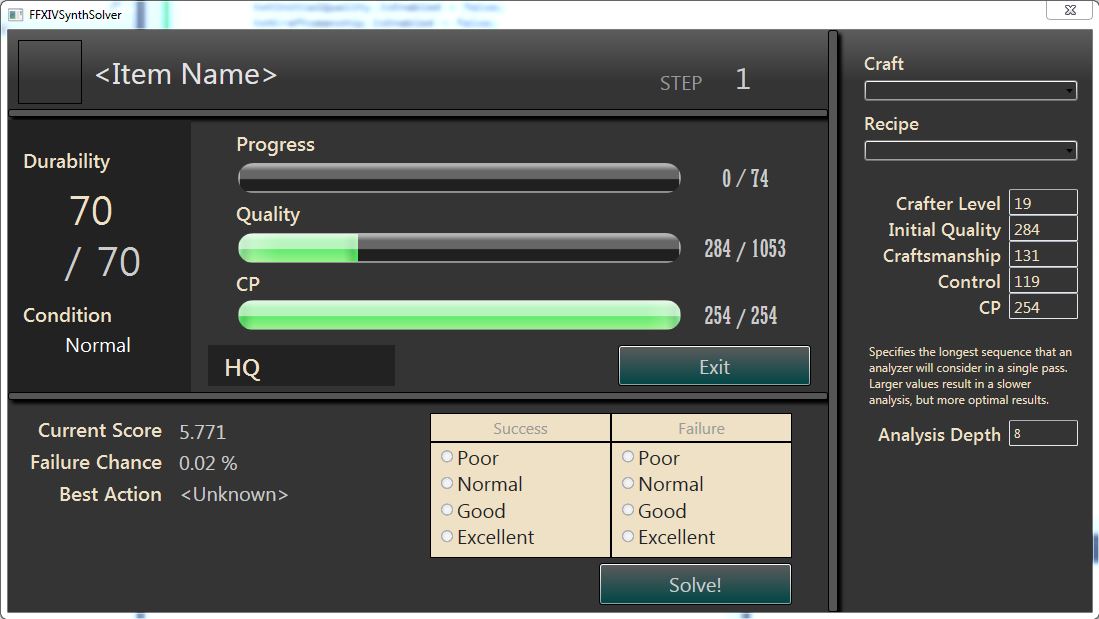 FFXIVSynthSolver
<Item Name>
STEP 1
Durability
70
/ 70
Condition
Normal
Progress
0 / 74
Quality
284 / 1053
CP
254 / 254
HQ
Exit
Current Score 5.771
Failure Chance 0.02 %
Best Action <Unknown>
Success
Poor
Normal
Good
Excellent
Failure
Poor
Normal
Good
Excellent
Solve!
Craft
Recipe
Crafter Level 19
Initial Quality 284
Craftsmanship 131
Control 119
CP 254
Specifies the longest sequence that an
analyzer will consider in a single pass.
Larger values result in a slower
analysis, but more optimal results.
Analysis Depth 8